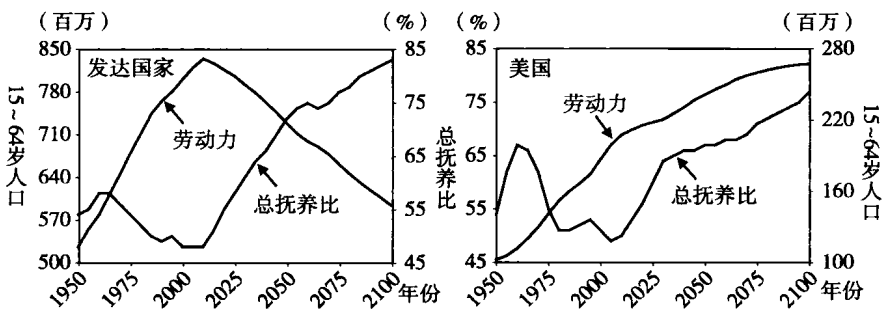 （百万）
（%）
850
780
710
640
570
500
15~64岁人口
发达国家
劳动力
总抚养比
85
75
65
55
45
1950
1975
2000
2025
2050
2075
2100
年份
（%）
（百万）
85
75
65
55
45
总抚养比
美国
劳动力
总抚养比
280
220
160
100
15~64岁人口
1950
1975
2000
2025
2050
2075
2100
年份